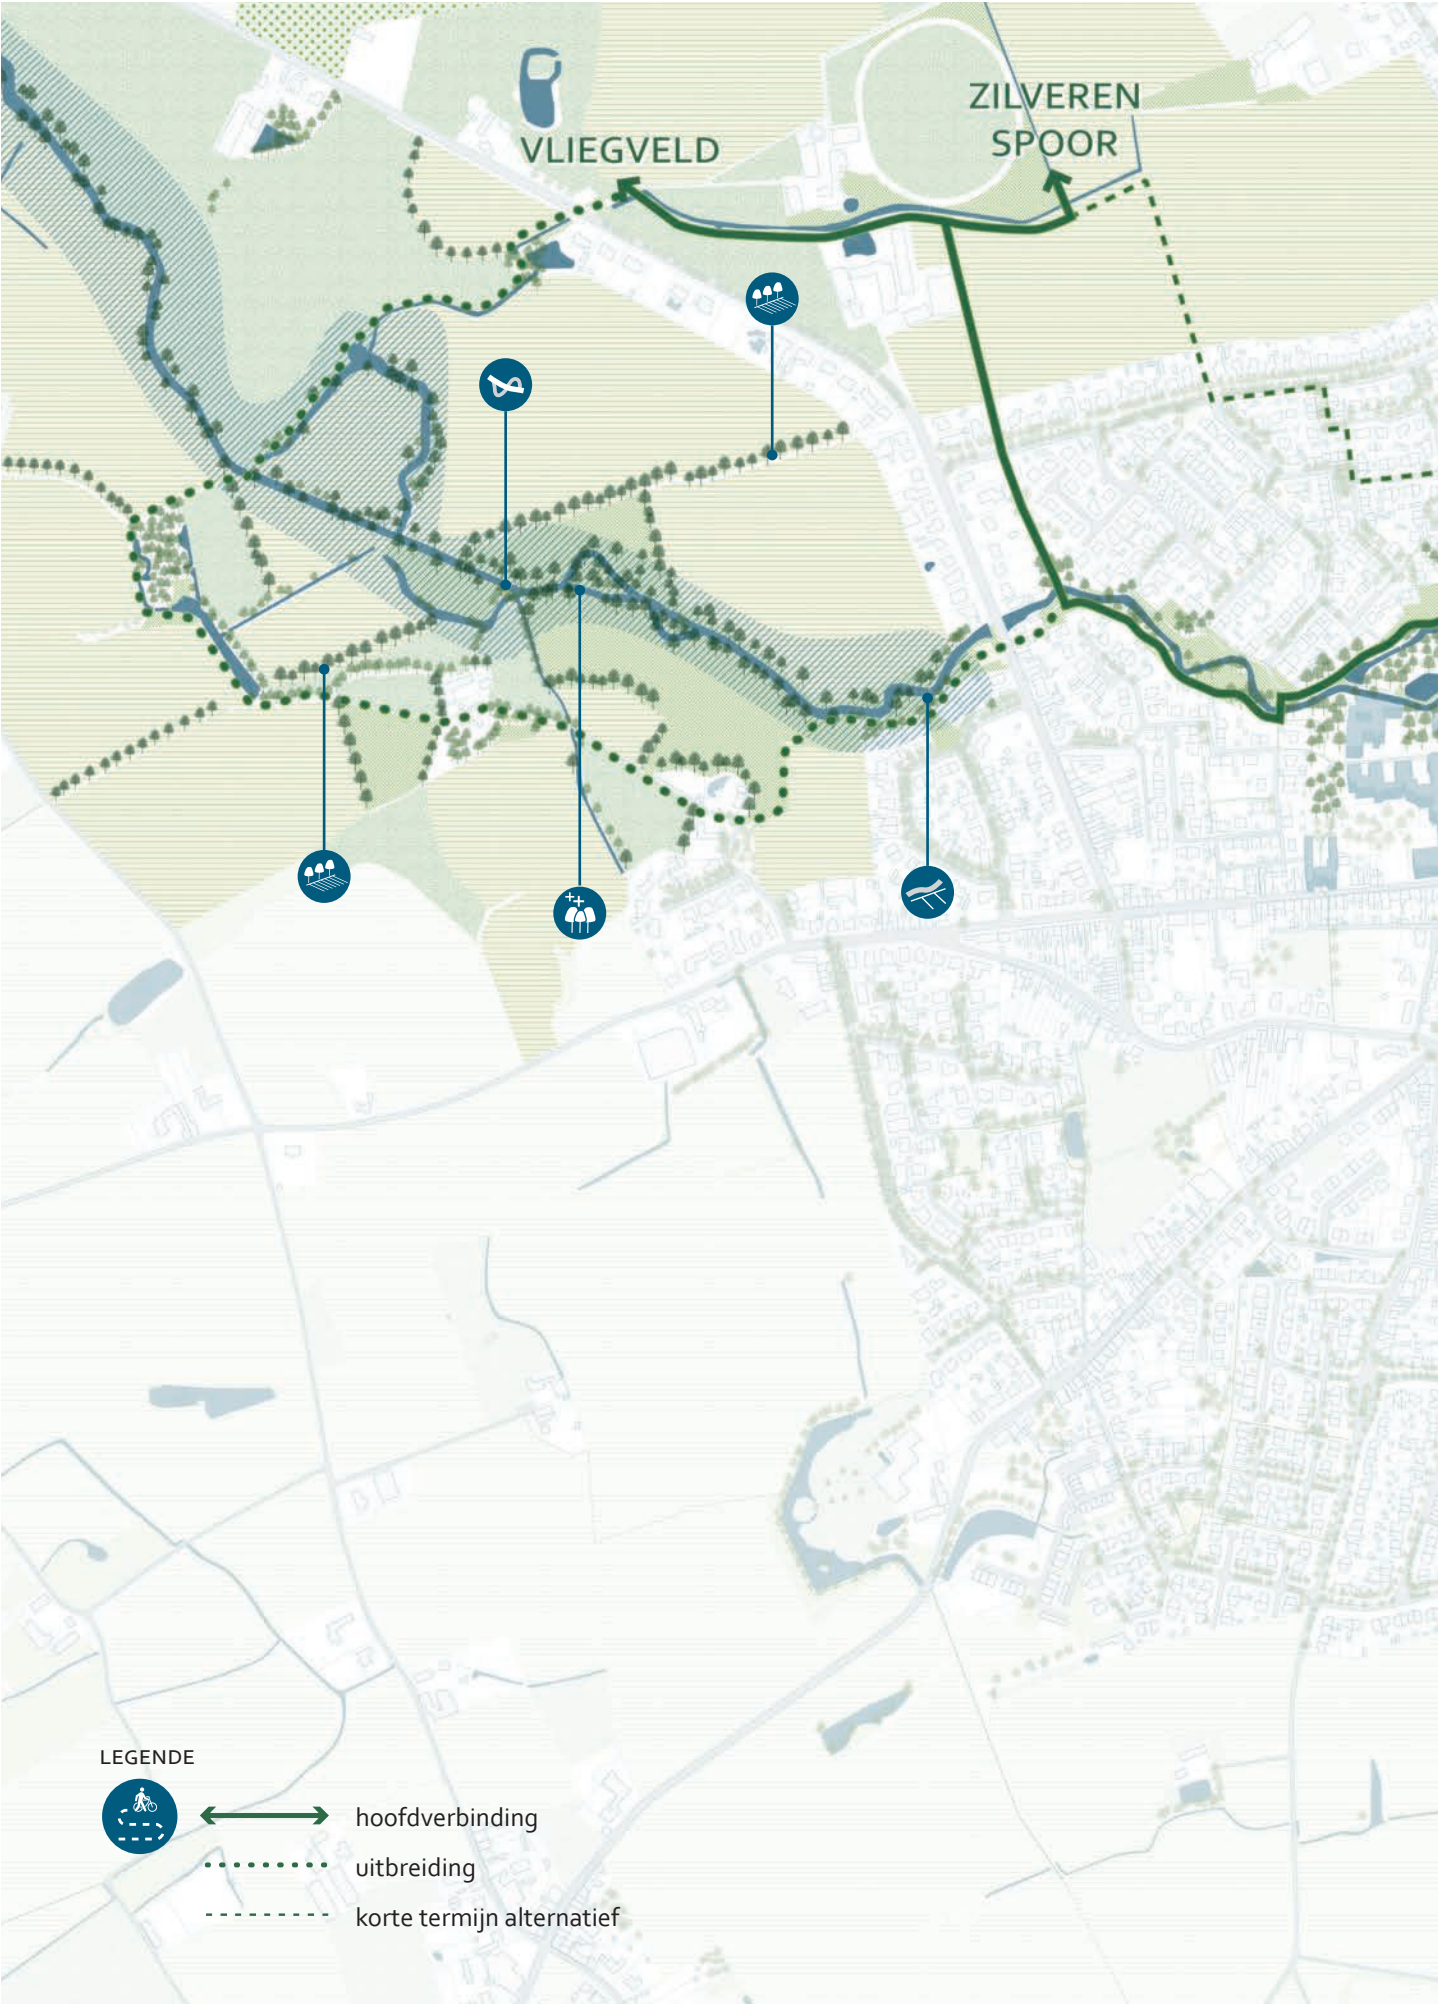 ZILVEREN
SPOOR
VLIEGVELD
LEGENDE
hoofdverbinding
uitbreiding
korte termijn alternatief